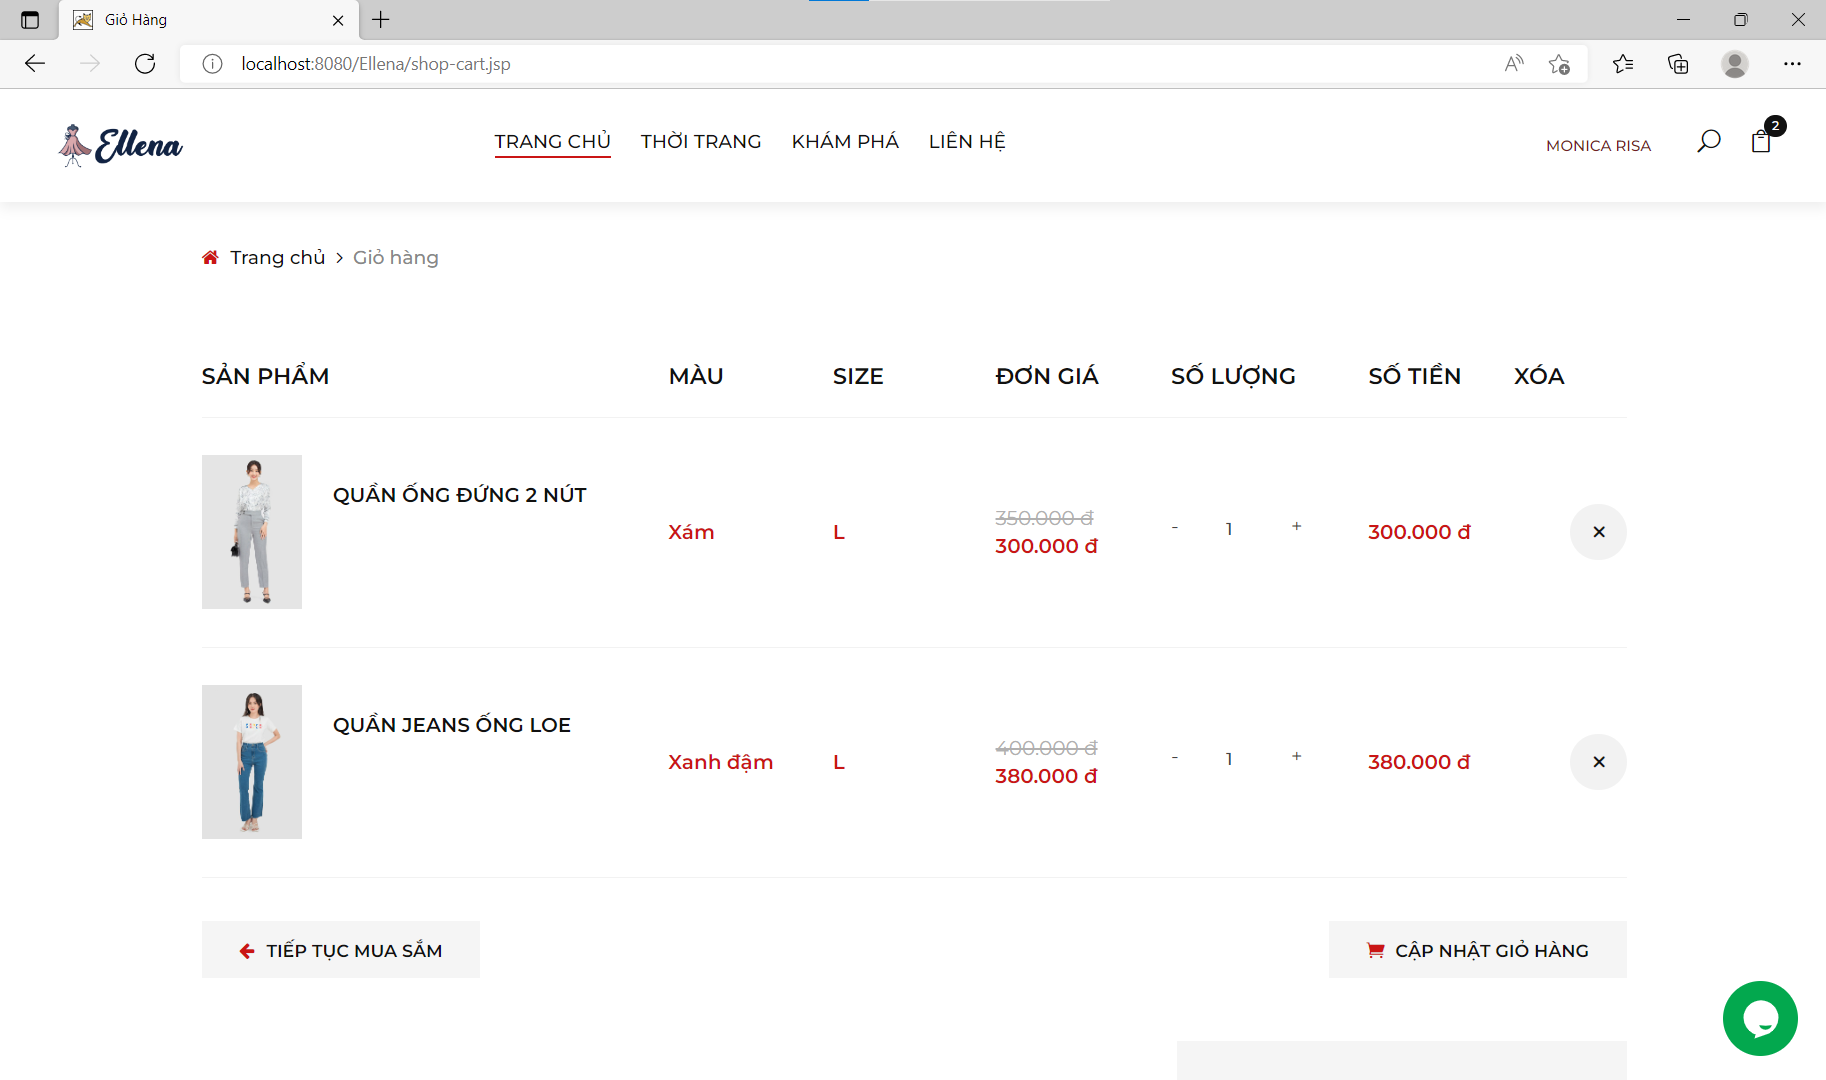 Giỏ Hàng
localhost:8080/Ellena/shop-cart.jsp
Ellena
TRANG CHỦ THỜI TRANG KHÁM PHÁ LIÊN HỆ
MONICA RISA
2
Trang chủ > Giỏ hàng
SẢN PHẨM MÀU SIZE ĐƠN GIÁ SỐ LƯỢNG SỐ TIỀN XÓA
QUẦN ỐNG ĐỨNG 2 NÚT
350.000 đ
Xám L 300.000 đ - 1 + 300.000 đ
QUẦN JEANS ỐNG LOE
400.000 đ
Xanh đậm L 380.000 đ - 1 + 380.000 đ
TIẾP TỤC MUA SẮM
CẬP NHẬT GIỎ HÀNG